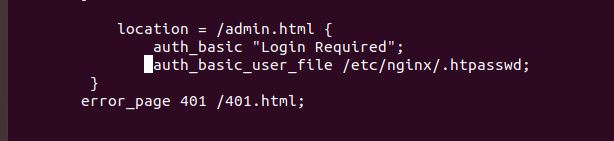 }
location = /admin.html {
auth_basic "Login Required";
auth_basic_user_file /etc/nginx/.htpasswd;
}
error_page 401 /401.html;